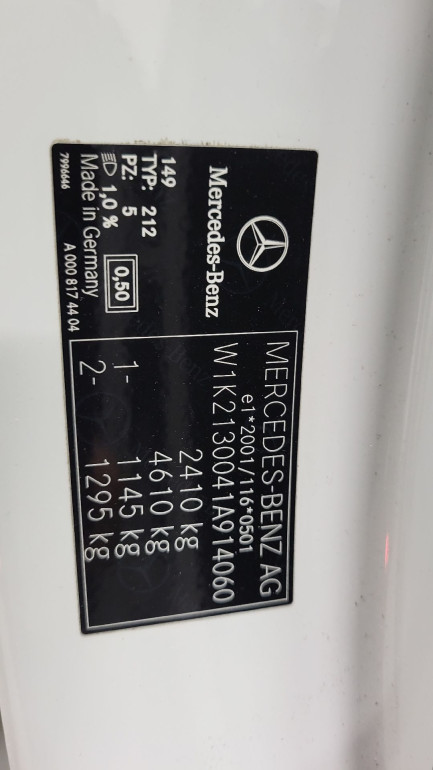 Mercedes-Benz
149
TYP: 212
PZ: 5
1,0 %
0,50
Made in Germany
7996646
A 000 817 44 04
MERCEDES-BENZ AG
e1*2001/116*0501
W1K2130041A914060
2410 kg
4610 kg
1- 1145 kg
2- 1295 kg